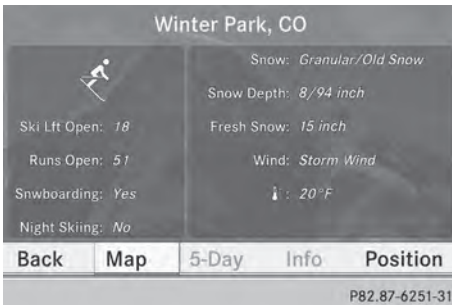 Winter Park, CO
Ski Lft Open: 18
Runs Open: 51
Snwboarding: Yes
Night Skiing: No
Snow: Granular/Old Snow
Snow Depth: 8/94 inch
Fresh Snow: 15 inch
Wind: Storm Wind
: 20°F
Back Map 5-Day Info Position
P82.87-6251-31